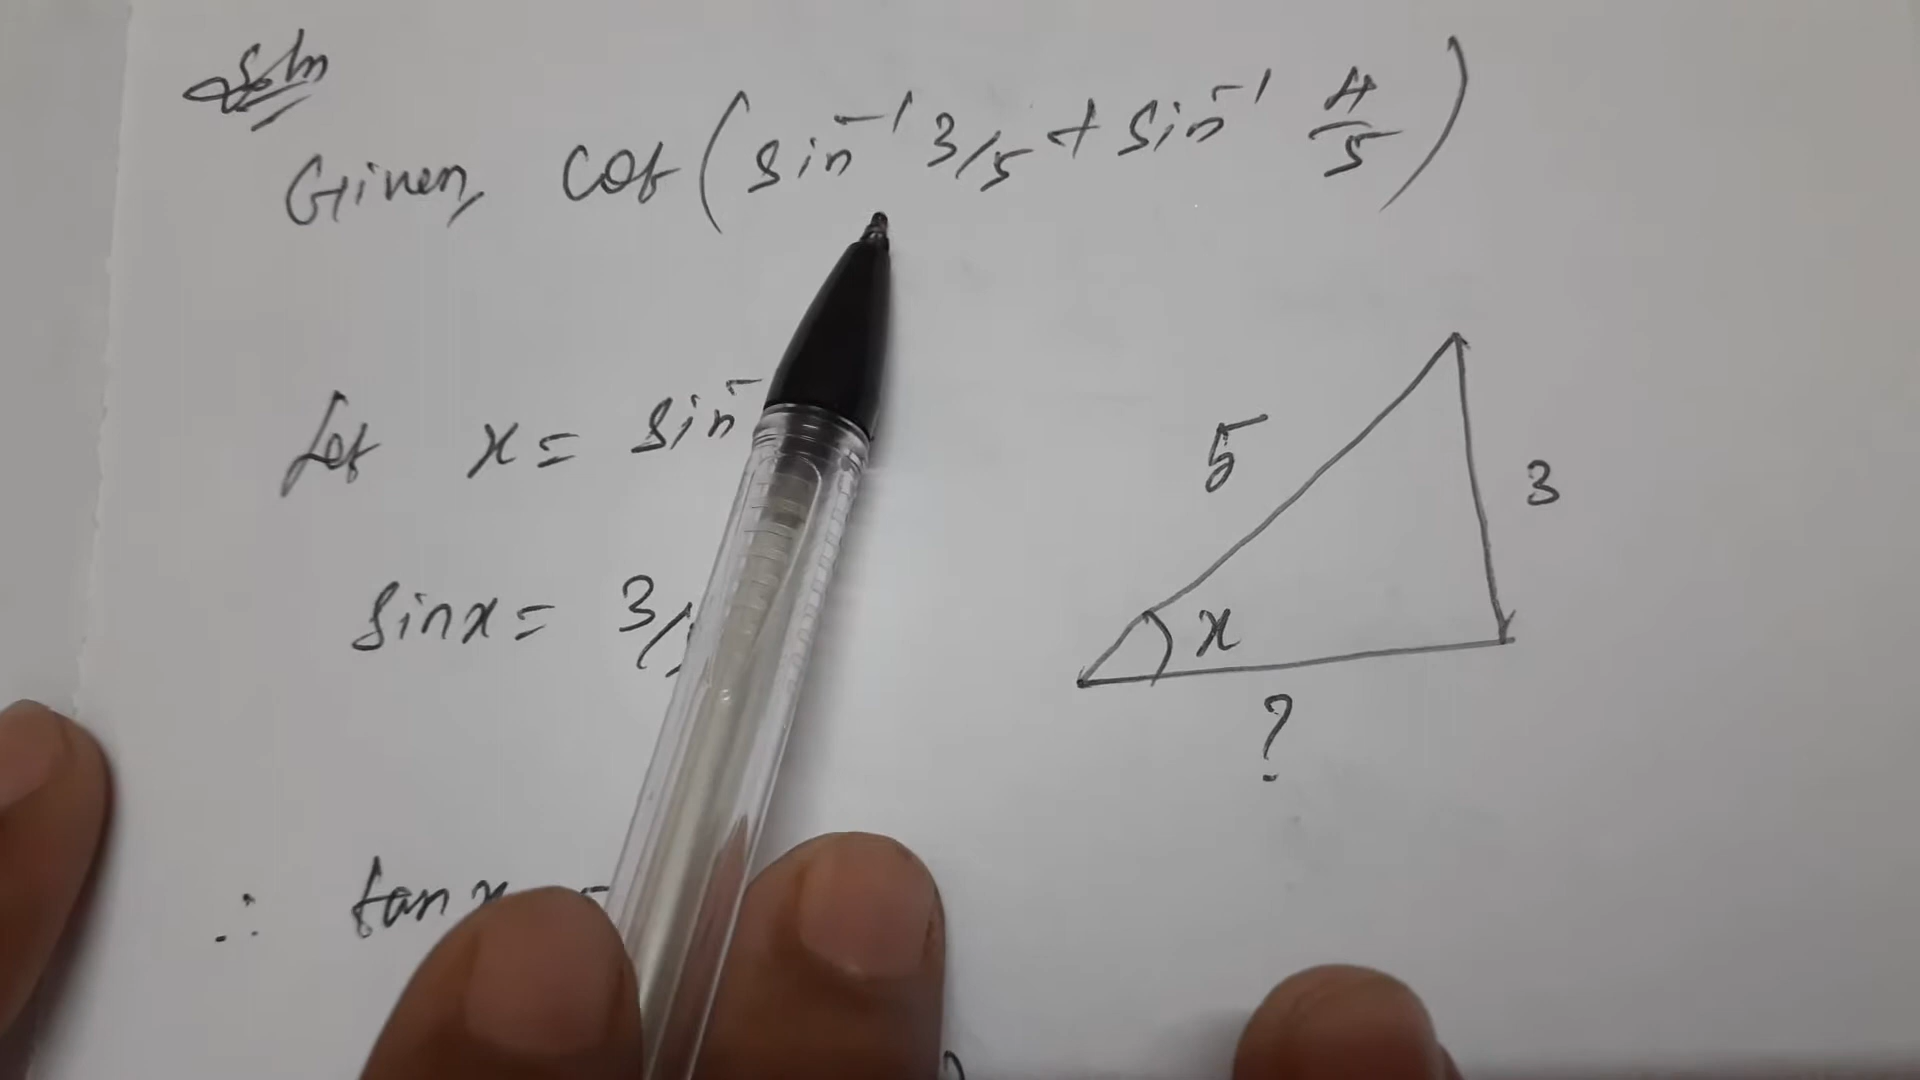 Soln
Given, cot(sin⁻¹ 3/5 + sin⁻¹ 4/5)
Let x = sin⁻
5
3
sinx = 3/
x
?
∴ tan x =